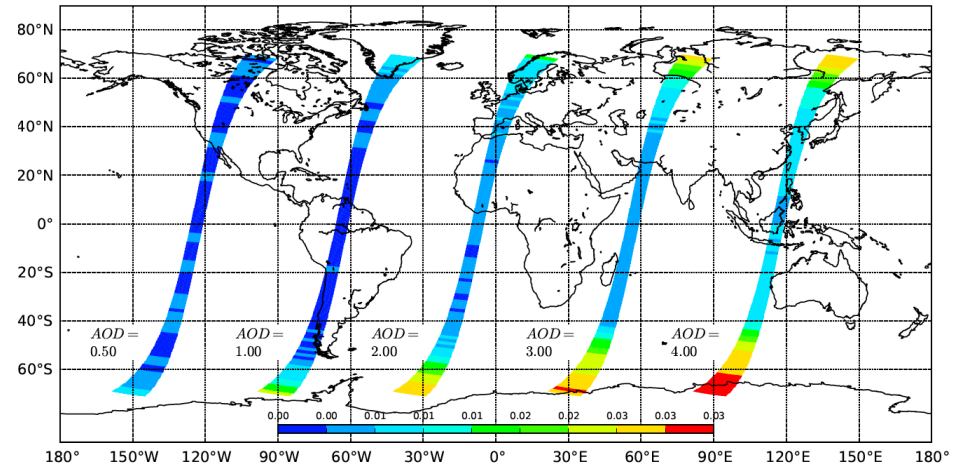 80°N
60°N
40°N
20°N
0°
20°S
40°S
60°S
AOD = 0.50
AOD = 1.00
AOD = 2.00
AOD = 3.00
AOD = 4.00
0.00 0.00 0.01 0.01 0.01 0.02 0.02 0.03 0.03 0.03
180° 150°W 120°W 90°W 60°W 30°W 0° 30°E 60°E 90°E 120°E 150°E 180°